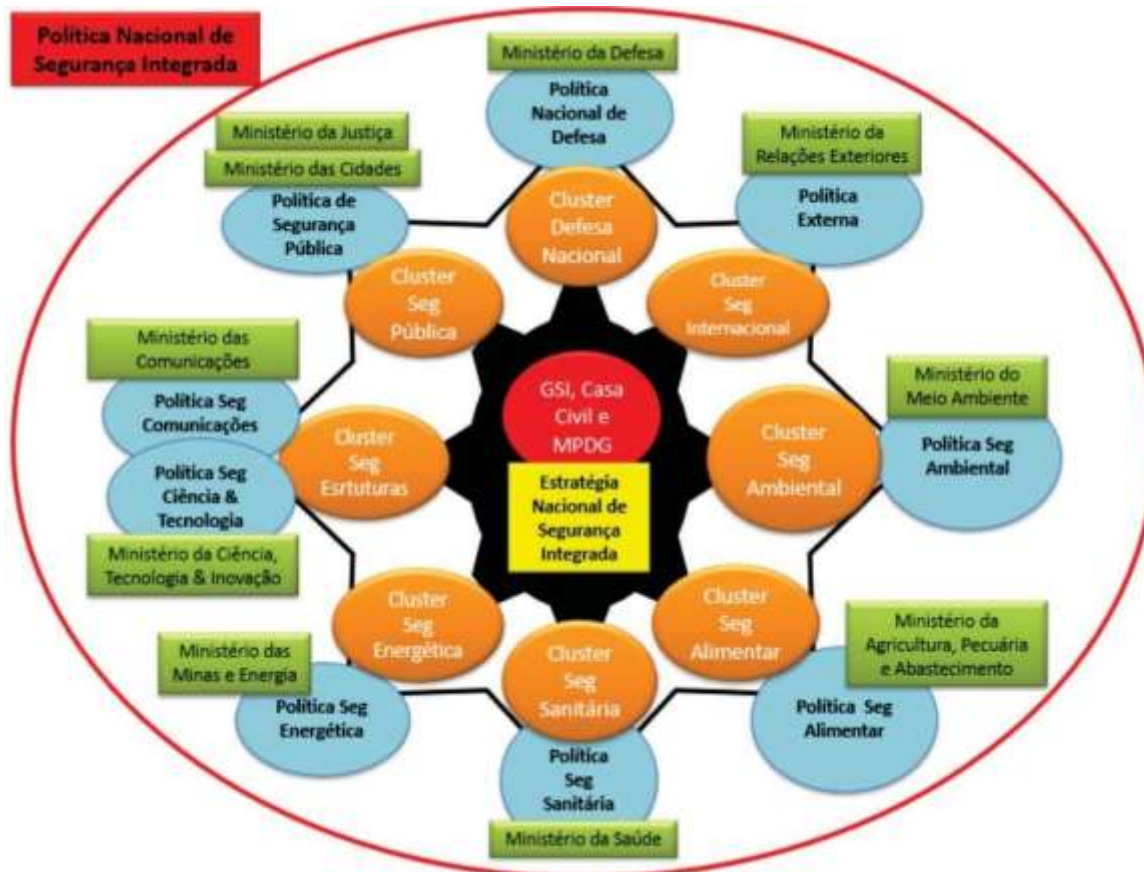 Política Nacional de
Segurança Integrada
Ministério da Defesa
Política
Nacional de
Defesa
Ministério da Justiça
Ministério das Cidades
Política de
Segurança
Pública
Ministério da
Relações Exteriores
Política
Externa
Cluster
Defesa
Nacional
Cluster
Seg
Pública
Cluster
Seg
Internacional
Ministério das
Comunicações
Política Seg
Comunicações
Política Seg
Ciência &
Tecnologia
Ministério da Ciência,
Tecnologia & Inovação
Cluster
Seg
Esrtuturas
GSI, Casa
Civil e
MPDG
Estratégia
Nacional de
Segurança
Integrada
Cluster
Seg
Ambiental
Ministério do
Meio Ambiente
Política Seg
Ambiental
Cluster
Seg
Energética
Cluster
Seg
Sanitária
Cluster
Seg
Alimentar
Ministério das
Minas e Energia
Política Seg
Energética
Política
Seg
Sanitária
Ministério da Saúde
Ministério da
Agricultura, Pecuária
e Abastecimento
Política Seg
Alimentar